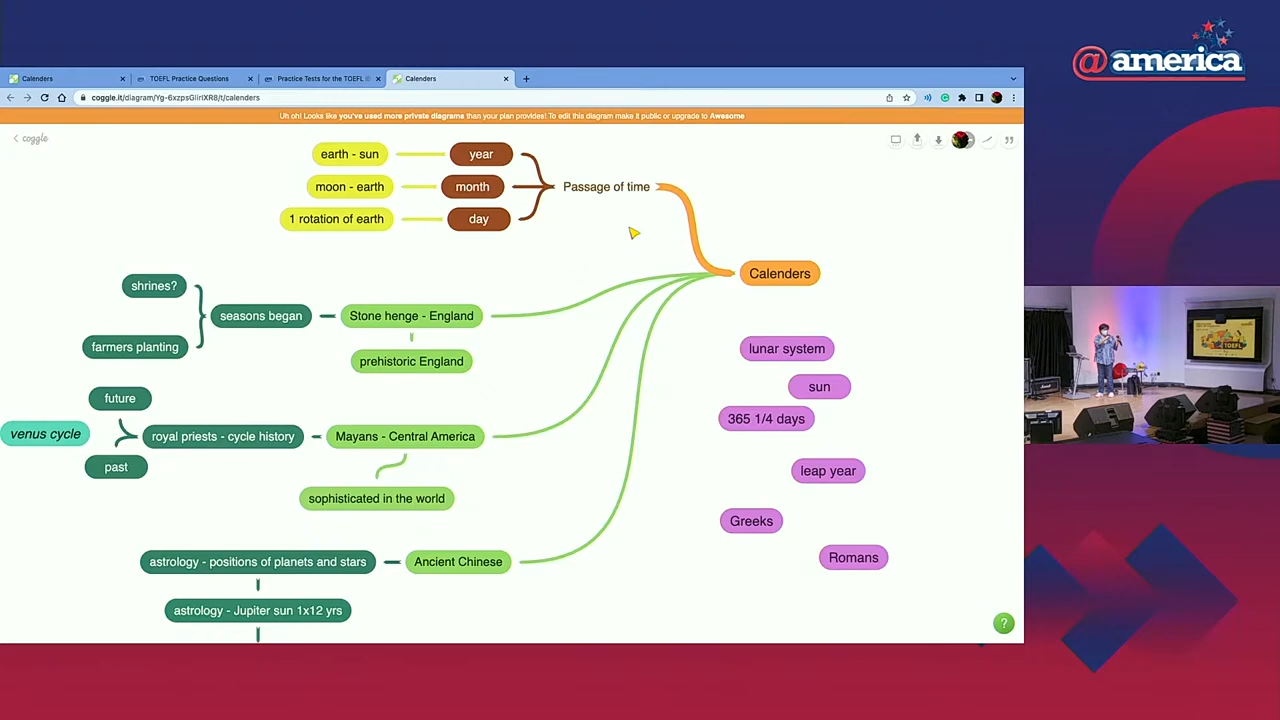 @america
Calenders
TOEFL Practice Questions
Practice Tests for the TOEFL
Calenders
coggle.it/diagram/Yg-6xzpsGIirIXR8/t/calenders
Uh oh! Looks like you've used more private diagrams than your plan provides! To edit this diagram make it public or upgrade to Awesome
coggle
earth - sun
year
moon - earth
month
Passage of time
1 rotation of earth
day
Calenders
shrines?
seasons began
Stone henge - England
farmers planting
prehistoric England
lunar system
sun
365 1/4 days
future
venus cycle
royal priests - cycle history
Mayans - Central America
past
sophisticated in the world
leap year
Greeks
Romans
astrology - positions of planets and stars
Ancient Chinese
astrology - Jupiter sun 1x12 yrs
?
TOEFL